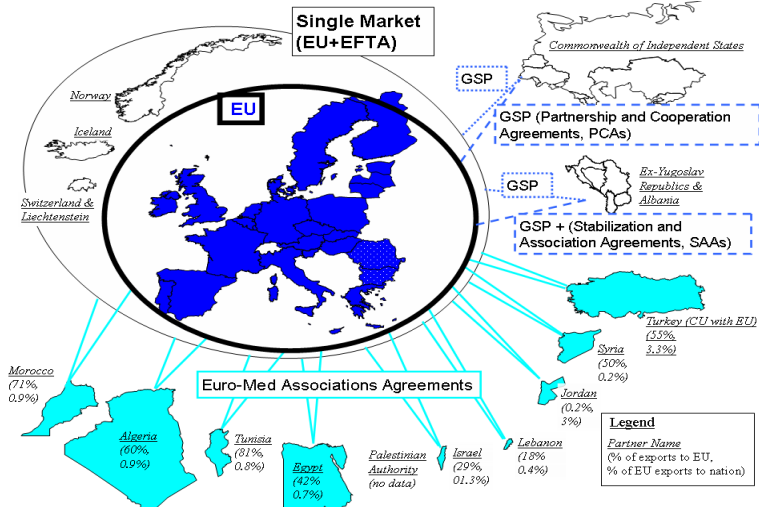 Single Market
(EU+EFTA)
Commonwealth of Independent States
GSP
Norway
EU
GSP (Partnership and Cooperation
Agreements, PCAs)
Iceland
GSP
Ex-Yugoslav
Republics &
Albania
Switzerland &
Liechtenstein
GSP + (Stabilization and
Association Agreements, SAAs)
Turkey (CU with EU)
(55%,
3.3%)
Syria
(50%,
0.2%)
Morocco
(71%,
0.9%)
Euro-Med Associations Agreements
Jordan
(0.2%,
3%)
Algeria
(60%,
0.9%)
Tunisia
(81%,
0.8%)
Egypt
(42%
0.7%)
Palestinian
Authority
(no data)
Israel
(29%,
01.3%)
Lebanon
(18%
0.4%)
Legend
Partner Name
(% of exports to EU,
% of EU exports to nation)